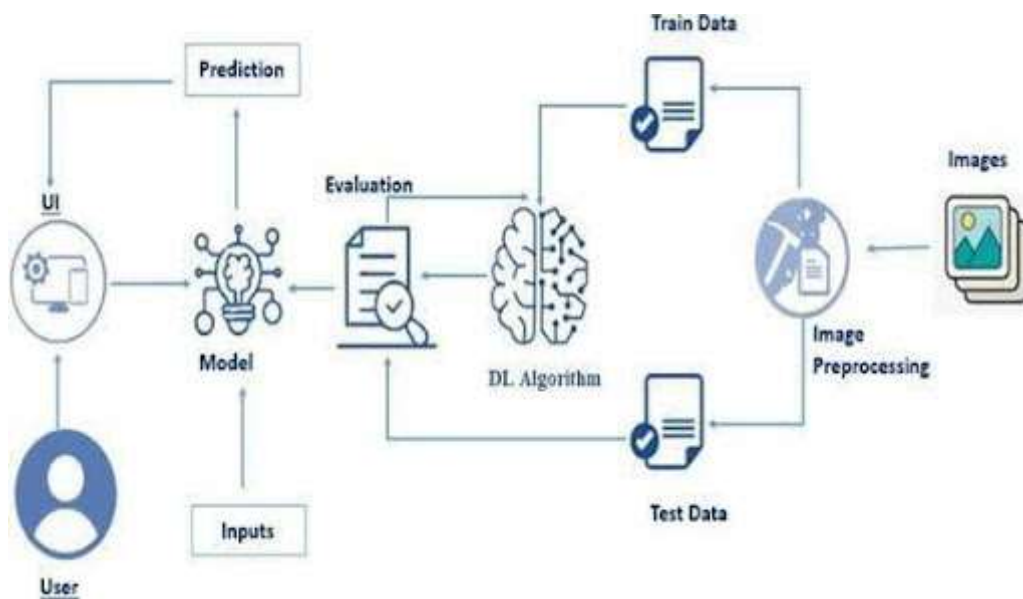 Train Data
Prediction
Images
Evaluation
UI
Image
Preprocessing
Model
DL Algorithm
Test Data
Inputs
User